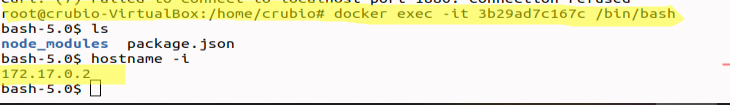 curl: (7) Failed to connect to localhost port 1880: Connection refused
root@crubio-VirtualBox:/home/crubio# docker exec -it 3b29ad7c167c /bin/bash
bash-5.0$ ls
node_modules  package.json
bash-5.0$ hostname -i
172.17.0.2
bash-5.0$